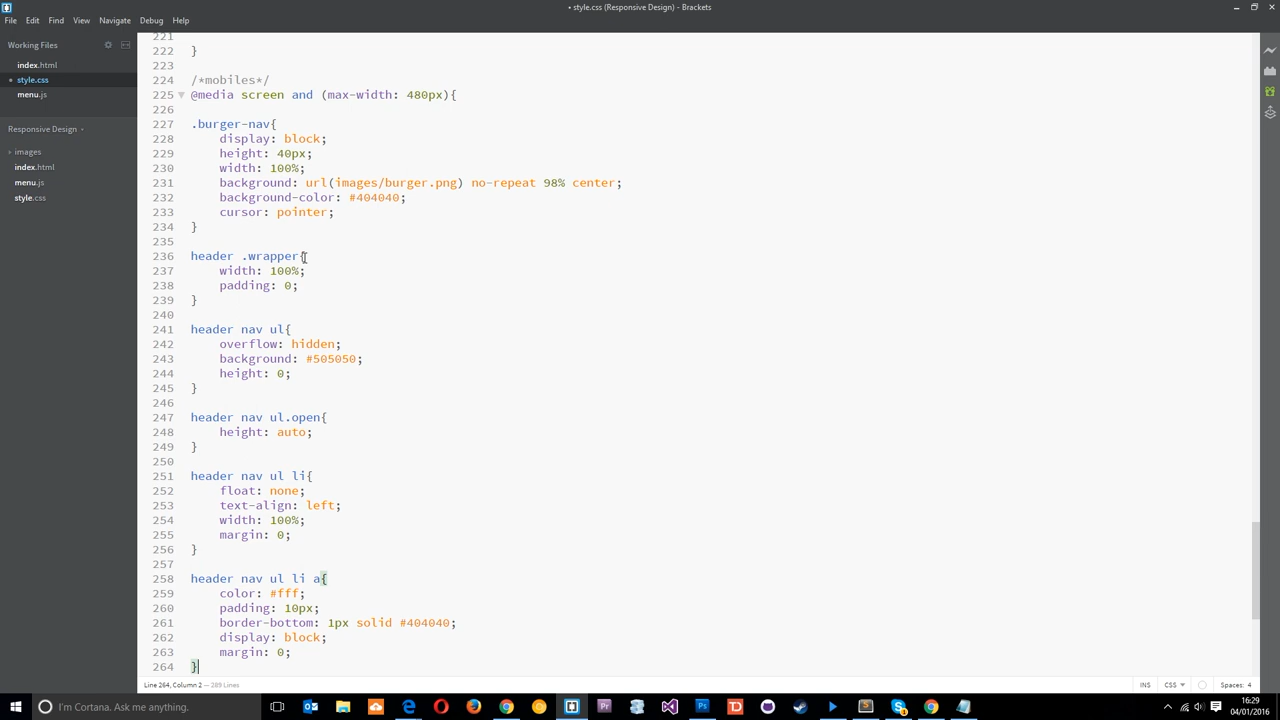 • style.css (Responsive Design) - Brackets
File Edit Find View Navigate Debug Help
Working Files
index.html
• style.css
menu.js
Responsive Design
images
index.html
menu.js
style.css
221
222 }
223
224 /*mobiles*/
225 @media screen and (max-width: 480px){
226
227 .burger-nav{
228 display: block;
229 height: 40px;
230 width: 100%;
231 background: url(images/burger.png) no-repeat 98% center;
232 background-color: #404040;
233 cursor: pointer;
234 }
235
236 header .wrapper{
237 width: 100%;
238 padding: 0;
239 }
240
241 header nav ul{
242 overflow: hidden;
243 background: #505050;
244 height: 0;
245 }
246
247 header nav ul.open{
248 height: auto;
249 }
250
251 header nav ul li{
252 float: none;
253 text-align: left;
254 width: 100%;
255 margin: 0;
256 }
257
258 header nav ul li a{
259 color: #fff;
260 padding: 10px;
261 border-bottom: 1px solid #404040;
262 display: block;
263 margin: 0;
264 }
Line 264, Column 2 — 289 Lines
INS CSS Spaces: 4
I'm Cortana. Ask me anything.
16:29
04/01/2016